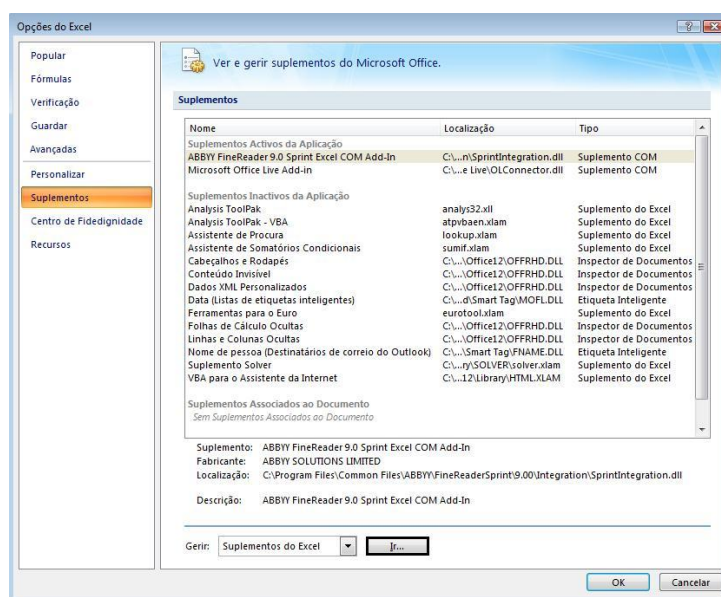 Opções do Excel
Popular
Fórmulas
Verificação
Guardar
Avançadas
Personalizar
Suplementos
Centro de Fidedignidade
Recursos
Ver e gerir suplementos do Microsoft Office.
Suplementos
Nome Localização Tipo
Suplementos Activos da Aplicação
ABBYY FineReader 9.0 Sprint Excel COM Add-In C:\...n\SprintIntegration.dll Suplemento COM
Microsoft Office Live Add-in C:\...e Live\OLConnector.dll Suplemento COM
Suplementos Inactivos da Aplicação
Analysis ToolPak analys32.xll Suplemento do Excel
Analysis ToolPak - VBA atpvbaen.xlam Suplemento do Excel
Assistente de Procura lookup.xlam Suplemento do Excel
Assistente de Somatórios Condicionais sumif.xlam Suplemento do Excel
Cabeçalhos e Rodapés C:\...\Office12\OFFRHD.DLL Inspector de Documentos
Conteúdo Invisível C:\...\Office12\OFFRHD.DLL Inspector de Documentos
Dados XML Personalizados C:\...\Office12\OFFRHD.DLL Inspector de Documentos
Data (Listas de etiquetas inteligentes) C:\...d\Smart Tag\MOFL.DLL Etiqueta Inteligente
Ferramentas para o Euro eurotool.xlam Suplemento do Excel
Folhas de Cálculo Ocultas C:\...\Office12\OFFRHD.DLL Inspector de Documentos
Linhas e Colunas Ocultas C:\...\Office12\OFFRHD.DLL Inspector de Documentos
Nome de pessoa (Destinatários de correio do Outlook) C:\...\Smart Tag\FNAME.DLL Etiqueta Inteligente
Suplemento Solver C:\...ry\SOLVER\solver.xlam Suplemento do Excel
VBA para o Assistente da Internet C:\...12\Library\HTML.XLAM Suplemento do Excel
Suplementos Associados ao Documento
Sem Suplementos Associados ao Documento
Suplemento: ABBYY FineReader 9.0 Sprint Excel COM Add-In
Fabricante: ABBYY SOLUTIONS LIMITED
Localização: C:\Program Files\Common Files\ABBYY\FineReaderSprint\9.00\Integration\SprintIntegration.dll
Descrição: ABBYY FineReader 9.0 Sprint Excel COM Add-In
Gerir: Suplementos do Excel Ir...
OK Cancelar